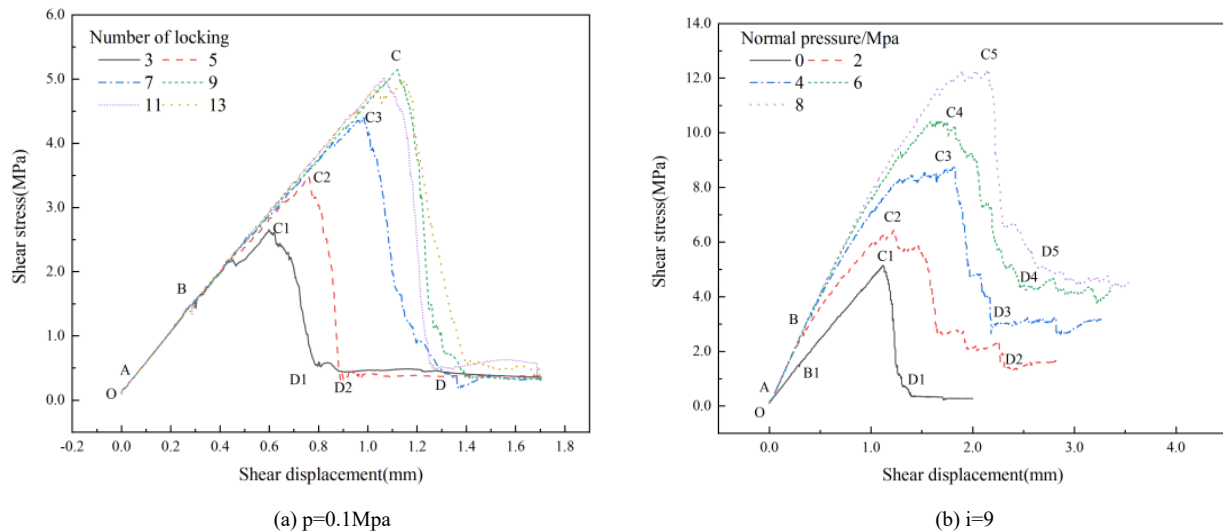 6.0
5.0
4.0
3.0
2.0
1.0
0.0
-0.2 0.0 0.2 0.4 0.6 0.8 1.0 1.2 1.4 1.6 1.8
Shear stress(MPa)
Shear displacement(mm)
Number of locking
3 5
7 9
11 13
C
C3
C2
C1
B
A
O
D1 D2 D
(a) p=0.1Mpa
14.0
12.0
10.0
8.0
6.0
4.0
2.0
0.0
0.0 1.0 2.0 3.0 4.0
Shear stress(MPa)
Shear displacement(mm)
Normal pressure/Mpa
0 2
4 6
8
C5
C4
C3
C2
C1
D5
D4
D3
B
B1
D2
A
D1
O
(b) i=9